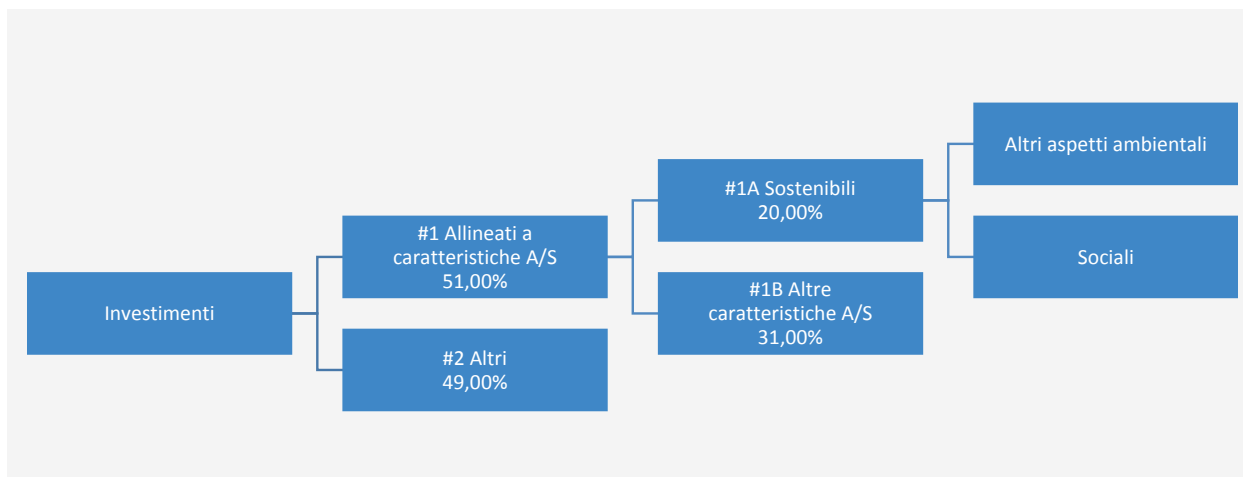 Investimenti
#1 Allineati a
caratteristiche A/S
51,00%
#2 Altri
49,00%
#1A Sostenibili
20,00%
#1B Altre
caratteristiche A/S
31,00%
Altri aspetti ambientali
Sociali